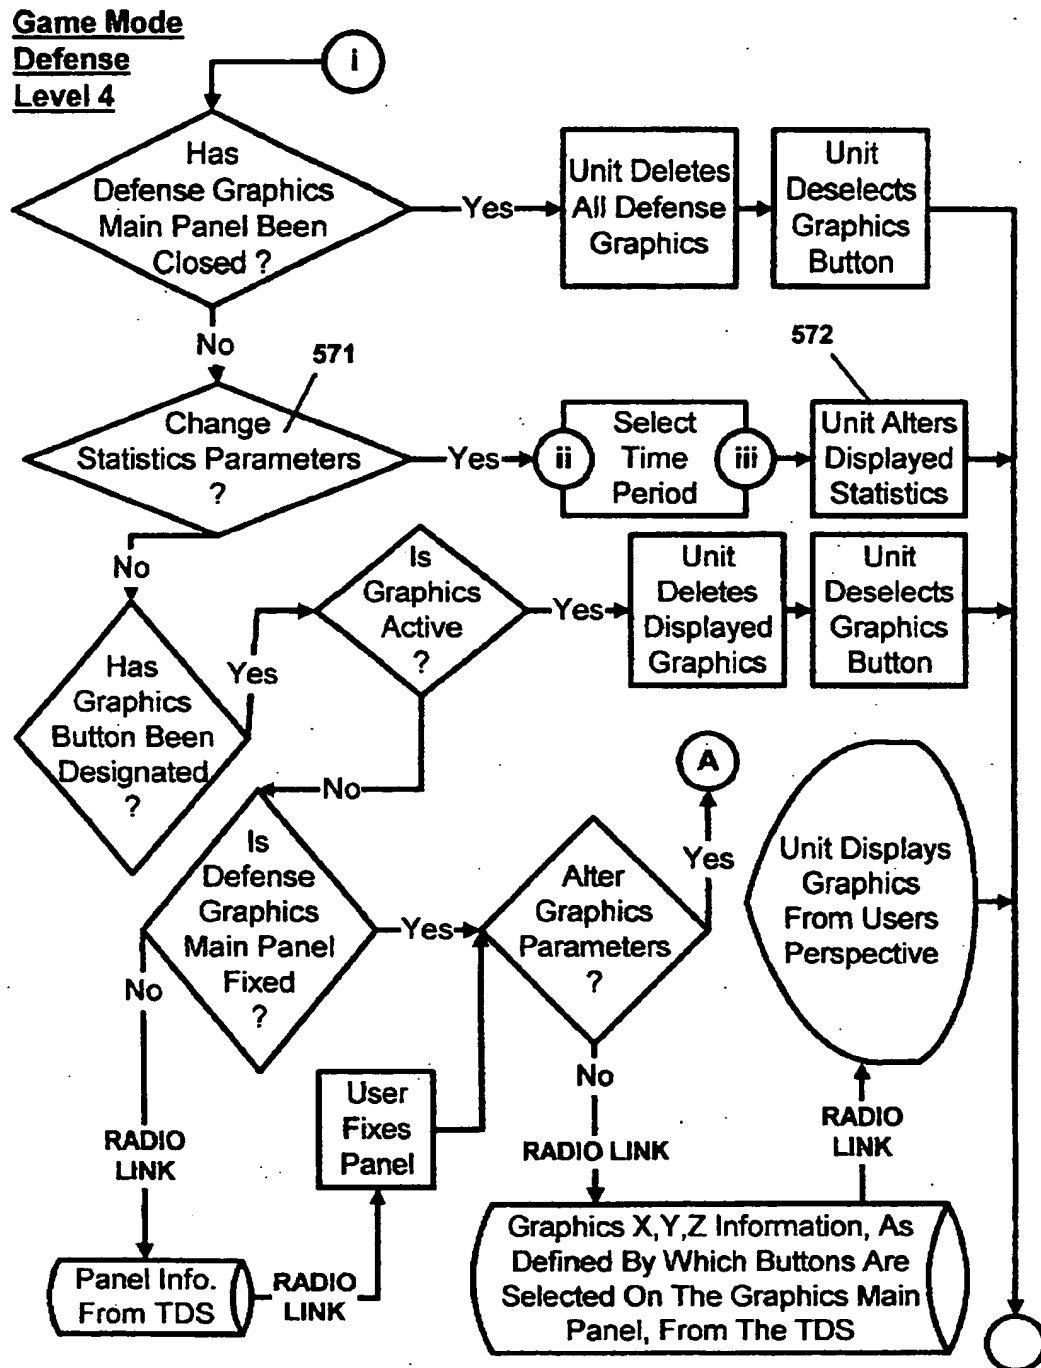 Game Mode
Defense
Level 4
i
Has
Defense Graphics
Main Panel Been
Closed ?
Yes
Unit Deletes
All Defense
Graphics
Unit
Deselects
Graphics
Button
No
571
Change
Statistics Parameters
?
Yes
ii
Select
Time
Period
iii
572
Unit Alters
Displayed
Statistics
No
Has
Graphics
Button Been
Designated
?
Yes
Is
Graphics
Active
?
Yes
Unit
Deletes
Displayed
Graphics
Unit
Deselects
Graphics
Button
No
Is
Defense
Graphics
Main Panel
Fixed
?
Yes
Alter
Graphics
Parameters
?
Yes
A
Unit Displays
Graphics
From Users
Perspective
No
RADIO
LINK
Panel Info.
From TDS
RADIO
LINK
User
Fixes
Panel
No
RADIO LINK
Graphics X,Y,Z Information, As
Defined By Which Buttons Are
Selected On The Graphics Main
Panel, From The TDS
RADIO
LINK